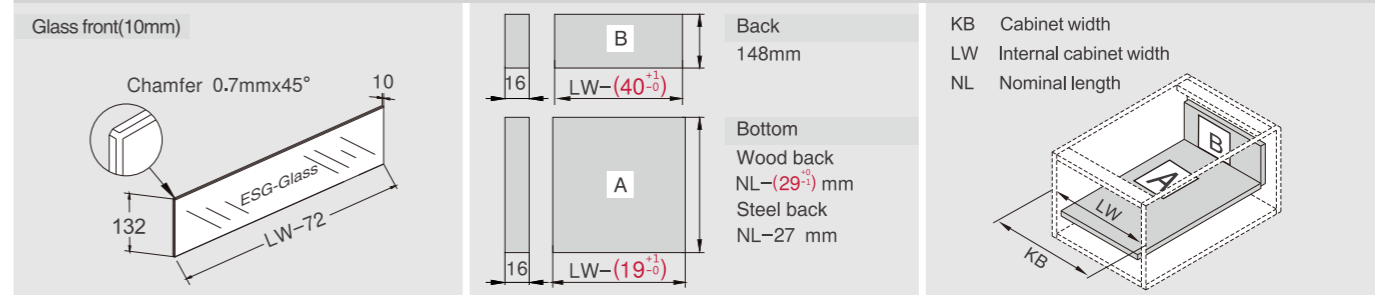 Glass front(10mm)
Chamfer 0.7mmx45°
10
ESG-Glass
132
LW-72
B
16
LW-(40+1-0)
Back
148mm
A
16
LW-(19+1-0)
Bottom
Wood back
NL-(29+0-1) mm
Steel back
NL-27 mm
KB Cabinet width
LW Internal cabinet width
NL Nominal length
B
A
LW
KB